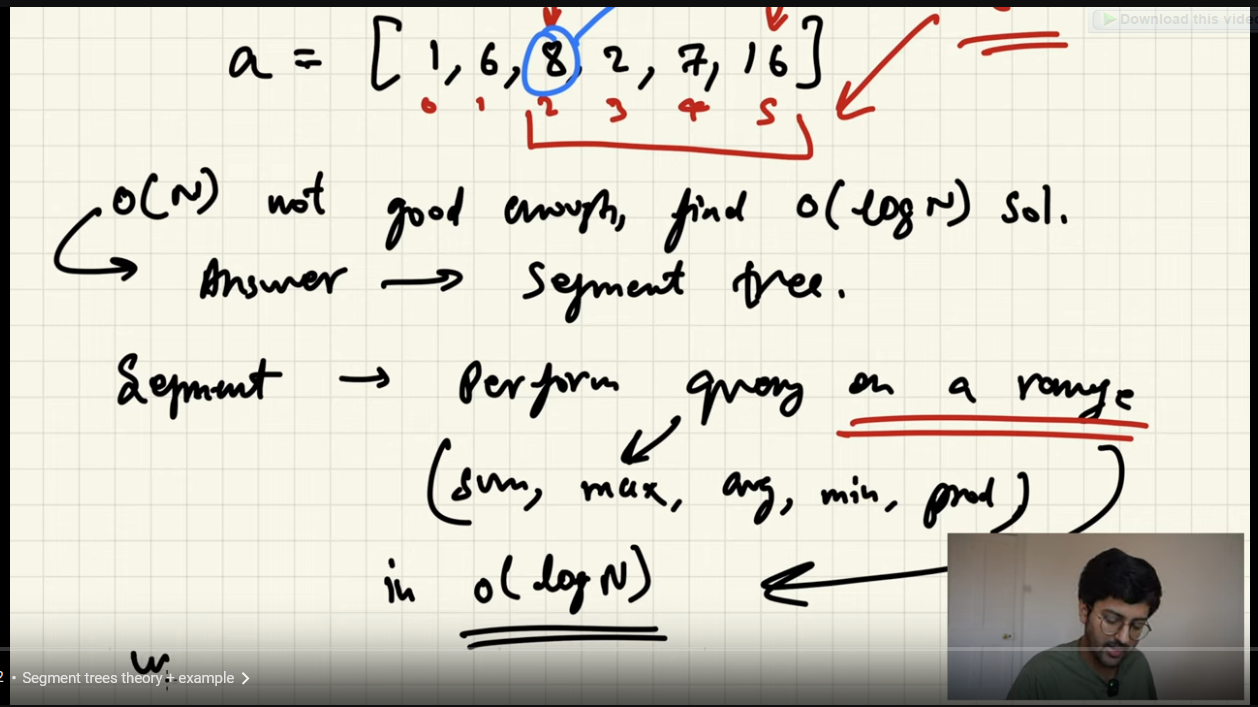 Download this vide
a = [ 1, 6, 8, 2, 7, 16 ]
0 1 2 3 4 5
O(N) not good enough, find O(log N) sol.
Answer → Segment tree.
Segment → Perform query on a range
(sum, max, avg, min, prod)
in O(log N)
2 • Segment trees theory + example >